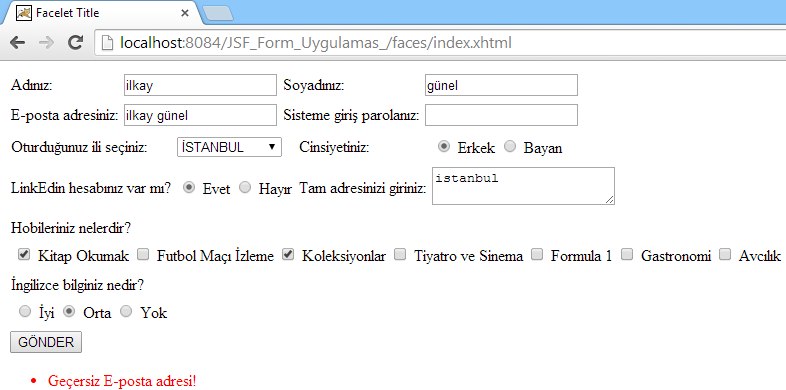 Facelet Title
localhost:8084/JSF_Form_Uygulamas_/faces/index.xhtml
Adınız: ilkay Soyadınız: günel
E-posta adresiniz: ilkay günel Sisteme giriş parolanız:
Oturduğunuz ili seçiniz: İSTANBUL Cinsiyetiniz: Erkek Bayan
LinkEdin hesabınız var mı? Evet Hayır Tam adresinizi giriniz: istanbul
Hobileriniz nelerdir?
Kitap Okumak Futbol Maçı İzleme Koleksiyonlar Tiyatro ve Sinema Formula 1 Gastronomi Avcılık
İngilizce bilginiz nedir?
İyi Orta Yok
GÖNDER
Geçersiz E-posta adresi!